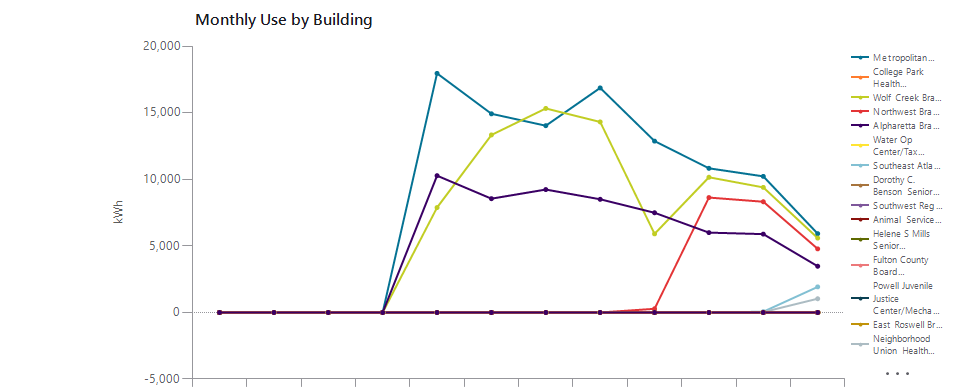 Monthly Use by Building
20,000
15,000
10,000
5,000
0
-5,000
kWh
Metropolitan...
College Park
Health...
Wolf Creek Bra...
Northwest Bra...
Alpharetta Bra...
Water Op
Center/Tax...
Southeast Atla...
Dorothy C.
Benson Senior...
Southwest Reg...
Animal Service...
Helene S Mills
Senior...
Fulton County
Board...
Powell Juvenile
Justice
Center/Mecha...
East Roswell Br...
Neighborhood
Union Health...
...